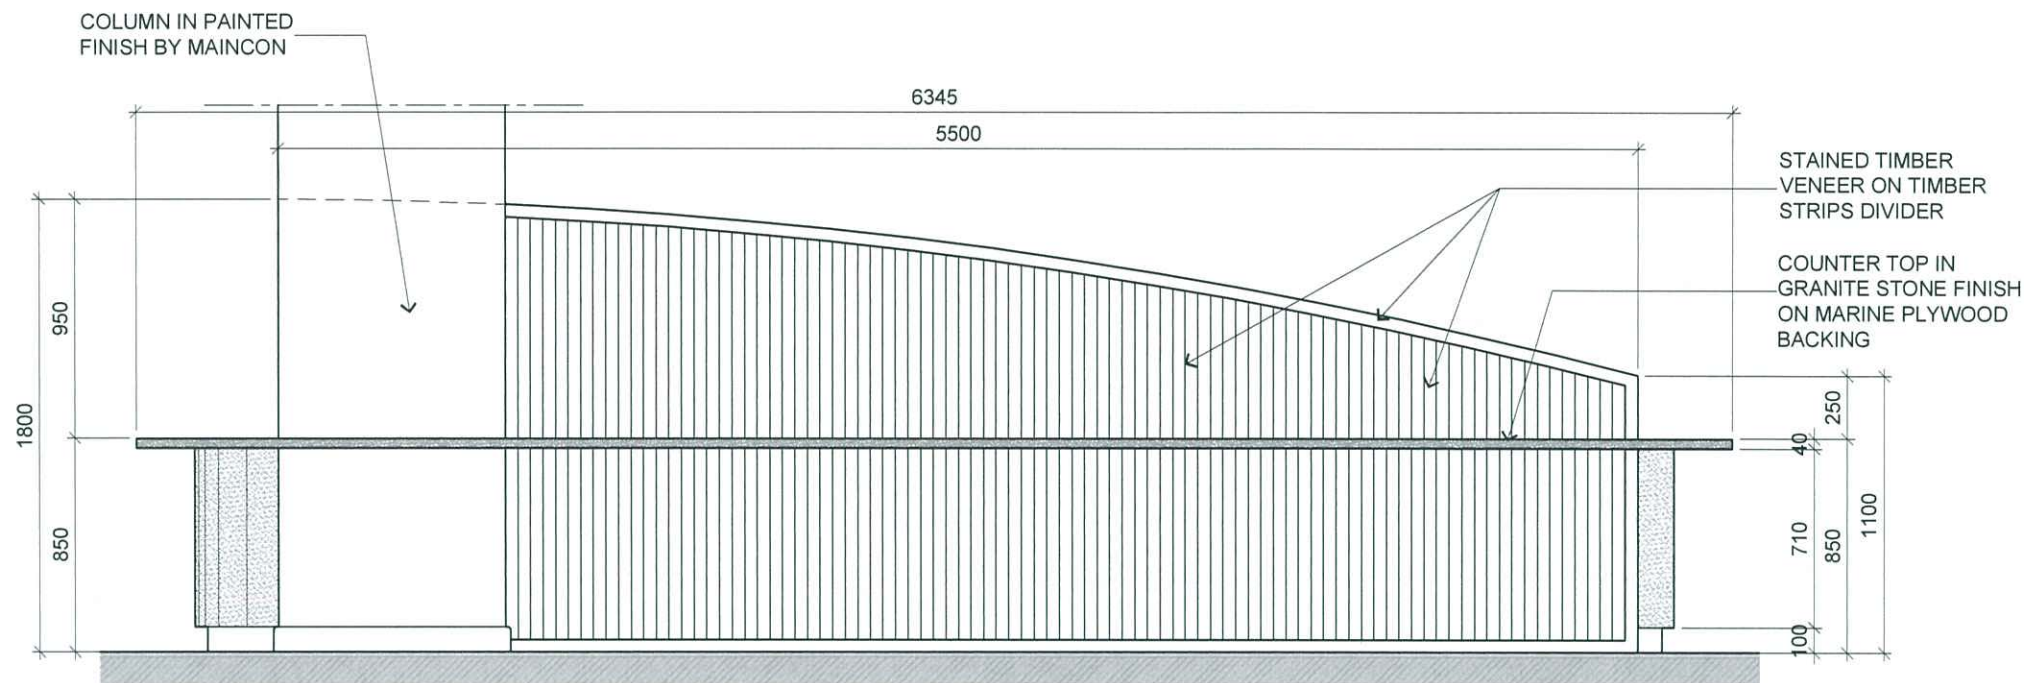 COLUMN IN PAINTED
FINISH BY MAINCON
6345
5500
STAINED TIMBER
VENEER ON TIMBER
STRIPS DIVIDER
COUNTER TOP IN
GRANITE STONE FINISH
ON MARINE PLYWOOD
BACKING
1800
950
850
250
40
710
850
1100
100